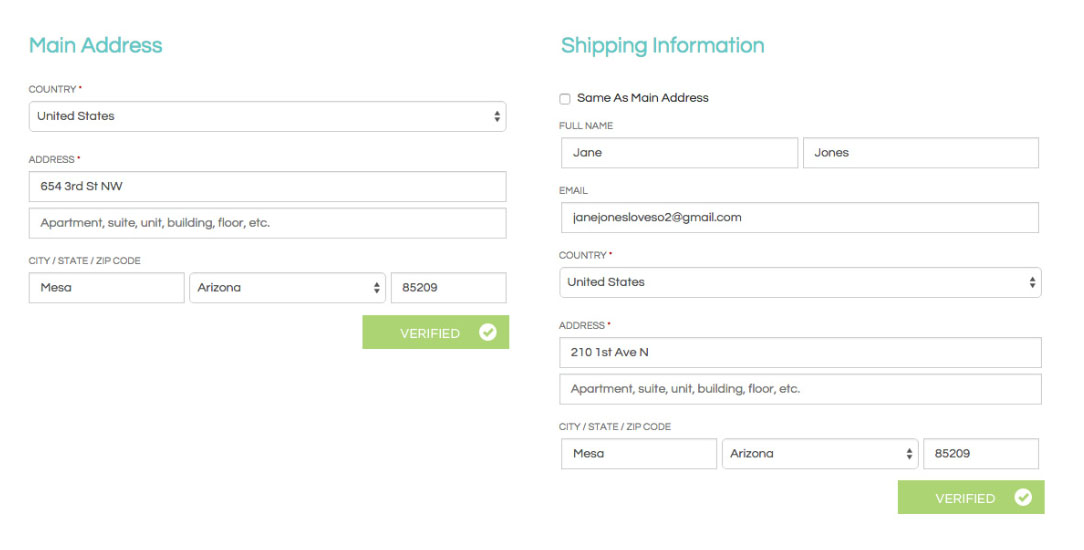 Main Address
COUNTRY *
United States
ADDRESS *
654 3rd St NW
Apartment, suite, unit, building, floor, etc.
CITY / STATE / ZIP CODE
Mesa Arizona 85209
VERIFIED
Shipping Information
Same As Main Address
FULL NAME
Jane Jones
EMAIL
janejonesloveso2@gmail.com
COUNTRY *
United States
ADDRESS *
210 1st Ave N
Apartment, suite, unit, building, floor, etc.
CITY / STATE / ZIP CODE
Mesa Arizona 85209
VERIFIED